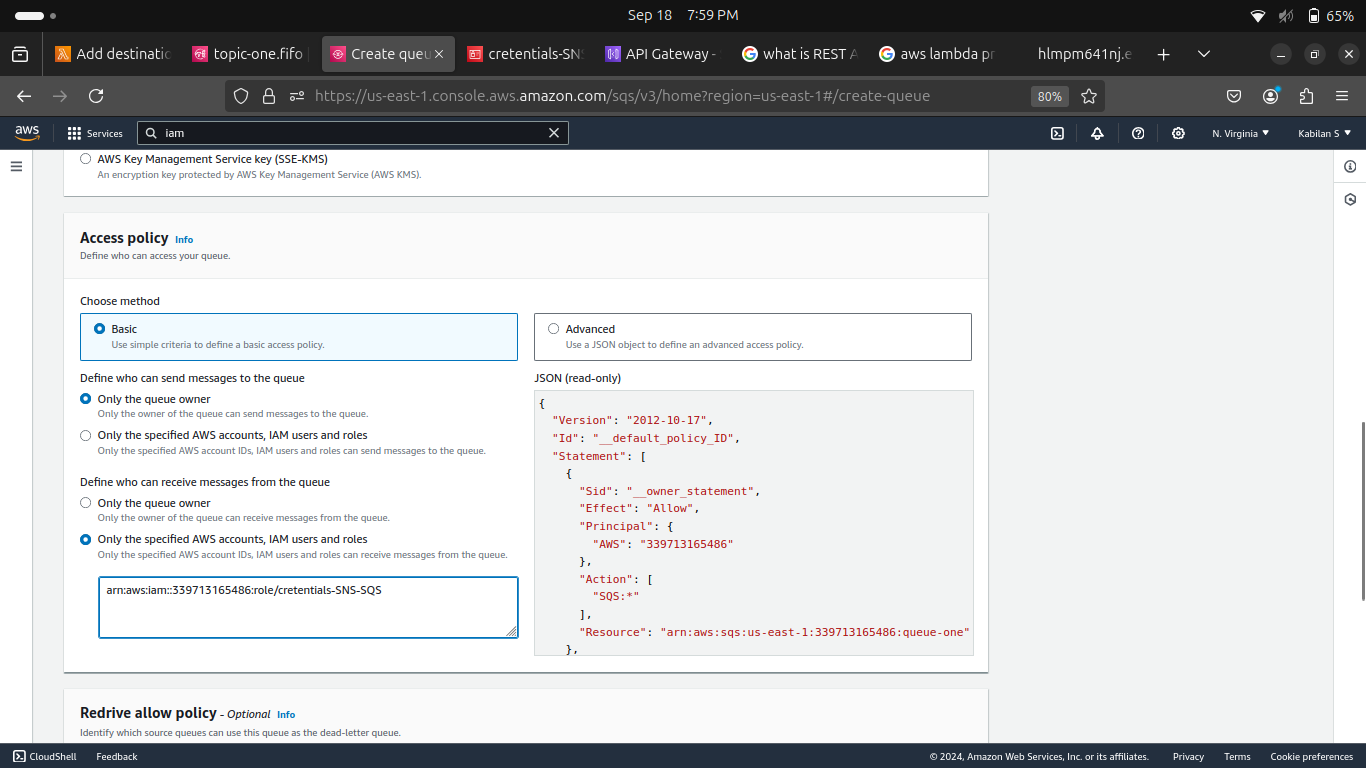 Sep 18 7:59 PM
65%
Add destinatio
topic-one.fifo
Create queu
cretentials-SNS
API Gateway -
what is REST A
aws lambda pr
hlmpm641nj.e
https://us-east-1.console.aws.amazon.com/sqs/v3/home?region=us-east-1#/create-queue
80%
aws
Services
iam
N. Virginia
Kabilan S
AWS Key Management Service key (SSE-KMS)
An encryption key protected by AWS Key Management Service (AWS KMS).
Access policy Info
Define who can access your queue.
Choose method
Basic
Use simple criteria to define a basic access policy.
Advanced
Use a JSON object to define an advanced access policy.
Define who can send messages to the queue
Only the queue owner
Only the owner of the queue can send messages to the queue.
Only the specified AWS accounts, IAM users and roles
Only the specified AWS account IDs, IAM users and roles can send messages to the queue.
Define who can receive messages from the queue
Only the queue owner
Only the owner of the queue can receive messages from the queue.
Only the specified AWS accounts, IAM users and roles
Only the specified AWS account IDs, IAM users and roles can receive messages from the queue.
arn:aws:iam::339713165486:role/cretentials-SNS-SQS
JSON (read-only)
{
"Version": "2012-10-17",
"Id": "__default_policy_ID",
"Statement": [
{
"Sid": "__owner_statement",
"Effect": "Allow",
"Principal": {
"AWS": "339713165486"
},
"Action": [
"SQS:*"
],
"Resource": "arn:aws:sqs:us-east-1:339713165486:queue-one"
},
Redrive allow policy - Optional Info
Identify which source queues can use this queue as the dead-letter queue.
CloudShell
Feedback
© 2024, Amazon Web Services, Inc. or its affiliates.
Privacy
Terms
Cookie preferences